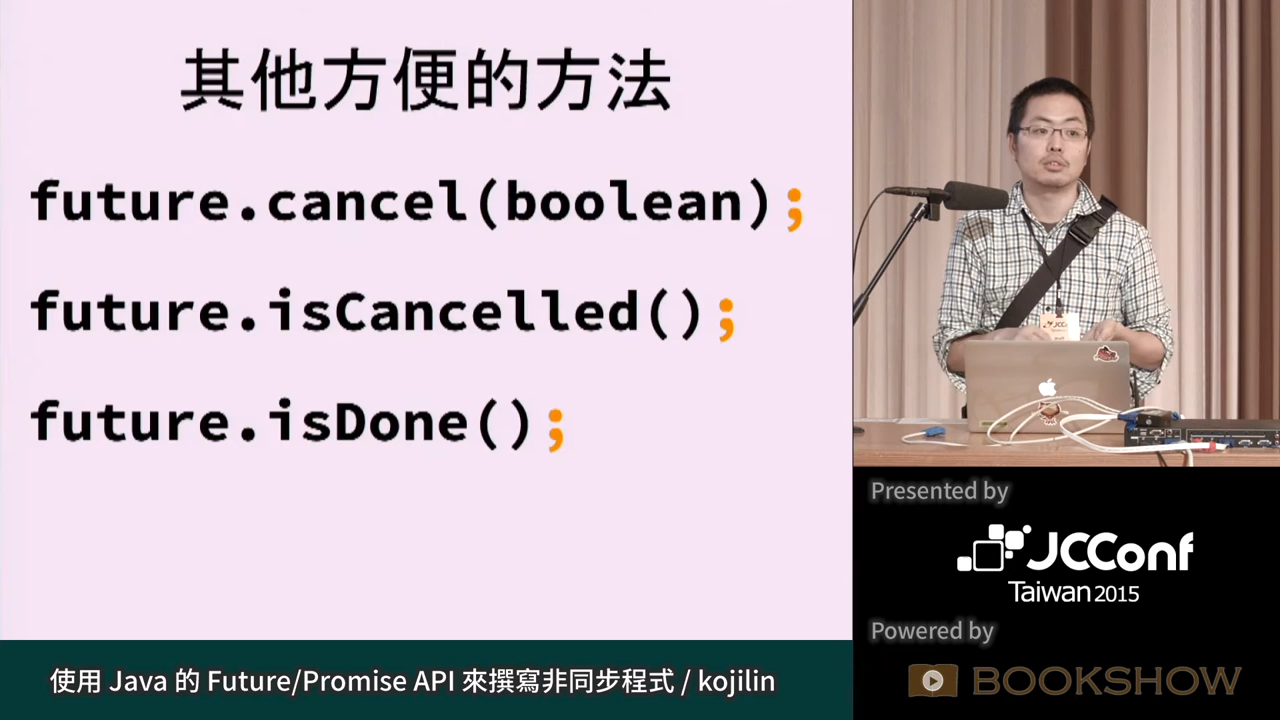 其他方便的方法
future.cancel(boolean);
future.isCancelled();
future.isDone();
使用 Java 的 Future/Promise API 來撰寫非同步程式 / kojilin
Presented by
JCConf
Taiwan 2015
Powered by
BOOKSHOW